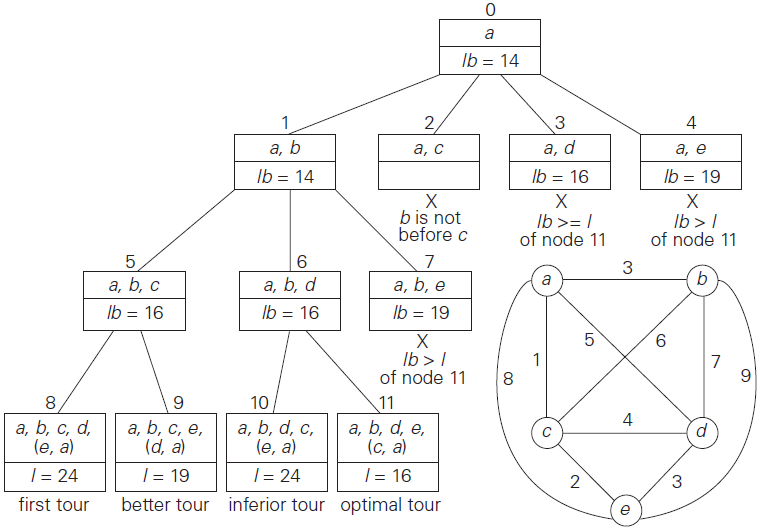 0
a
lb = 14
1
2
3
4
a, b
a, c
a, d
a, e
lb = 14
lb = 16
lb = 19
X
X
X
b is not
before c
lb >= l
of node 11
lb > l
of node 11
5
6
7
a, b, c
a, b, d
a, b, e
lb = 16
lb = 16
lb = 19
X
lb > l
of node 11
8
9
10
11
a, b, c, d,
(e, a)
a, b, c, e,
(d, a)
a, b, d, c,
(e, a)
a, b, d, e,
(c, a)
l = 24
l = 19
l = 24
l = 16
first tour
better tour
inferior tour
optimal tour
3
a
b
5
6
1
7
8
9
4
c
d
2
3
e